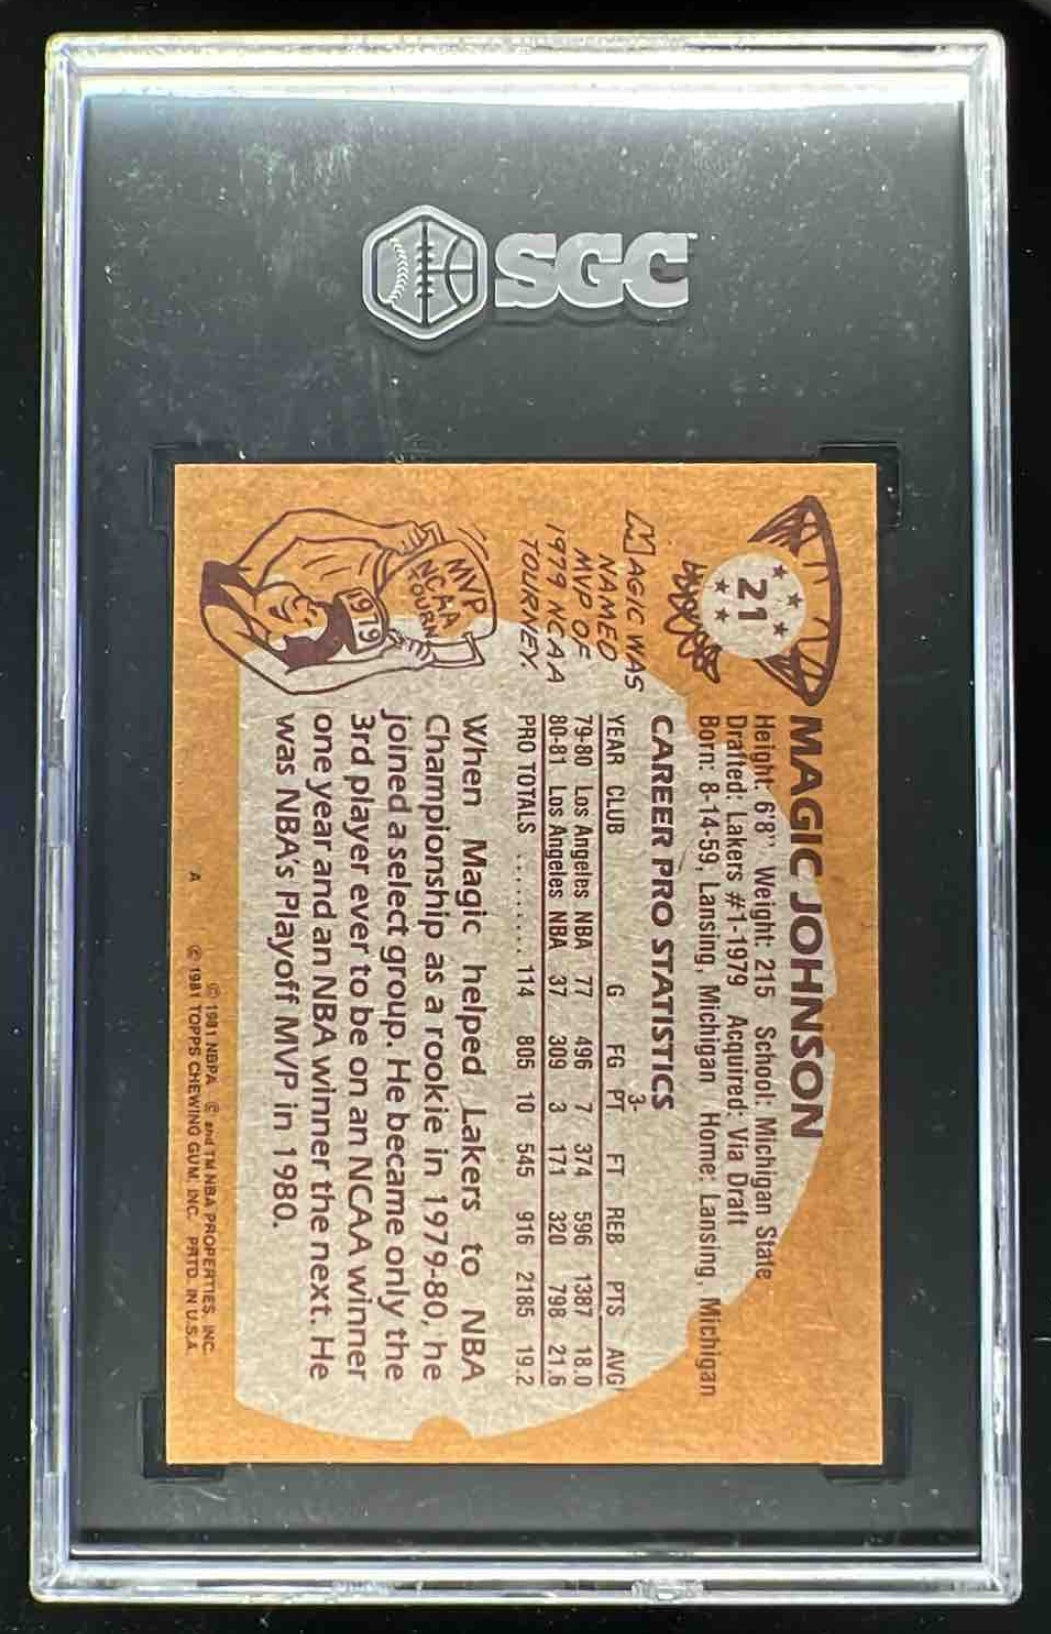 SGC
21
MAGIC JOHNSON
Height: 6'8" Weight: 215 School: Michigan State
Drafted: Lakers #1-1979 Acquired: Via Draft
Born: 8-14-59, Lansing, Michigan Home: Lansing, Michigan
MAGIC WAS
NAMED
MVP OF
1979 NCAA
TOURNEY.
MVP
NCAA
TOURN.
1979
CAREER PRO STATISTICS
3-
YEAR CLUB G FG PT FT REB PTS AVG
79-80 Los Angeles NBA 77 496 7 374 596 1387 18.0
80-81 Los Angeles NBA 37 309 3 171 320 798 21.6
PRO TOTALS ........ 114 805 10 545 916 2185 19.2
When Magic helped Lakers to NBA
Championship as a rookie in 1979-80, he
joined a select group. He became only the
3rd player ever to be on an NCAA winner
one year and an NBA winner the next. He
was NBA's Playoff MVP in 1980.
© 1981 NBPA © and TM NBA PROPERTIES, INC.
A © 1981 TOPPS CHEWING GUM, INC. PRTD. IN U.S.A.